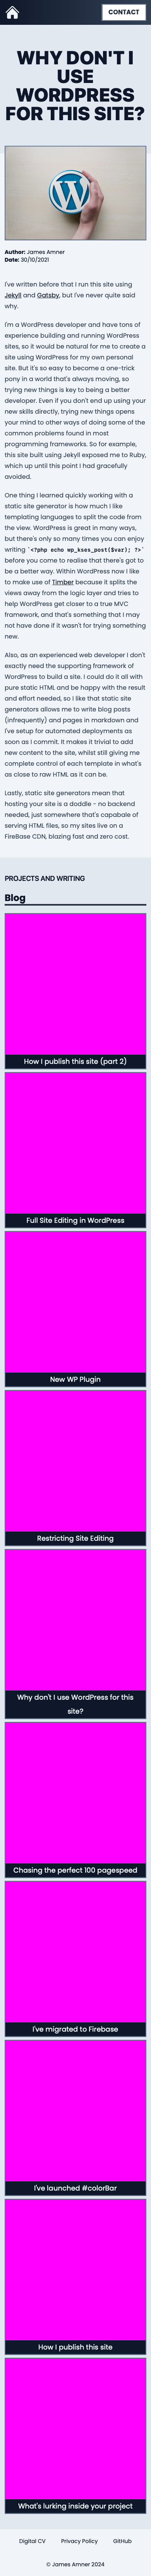 CONTACT
WHY DON'T I
USE
WORDPRESS
FOR THIS SITE?
Author: James Amner
Date: 30/10/2021
I've written before that I run this site using
Jekyll and Gatsby, but I've never said
why.
I'm a WordPress developer and have tons of
experience building and running WordPress
sites, so it would be natural for me to create a
site using WordPress for my own personal
site. But it's so easy to become a one-trick
pony in a world that's always moving, so
trying new things is key to being a better
developer. Even if you don't end up using your
new skills directly, trying new things opens
your mind to other ways of doing some of the
common problems found in most
programming frameworks. So for example,
this site built using Jekyll exposed me to Ruby,
which up until this point I had gracefully
avoided.
One thing I learned quickly working with a
static site generator is how much I like
templating languages to split the code from
the view. WordPress is great in many ways,
but there's only so many times you can enjoy
writing `<?php echo wp_kses_post($var); ?>`
before you soon realise that there's got to
be a better way. Within WordPress now I like
to make use of Timber because it splits the
views away from the logic layer and tries to
help WordPress get closer to a true MVC
framework, and that's something that I may
not have done if it wasn't for trying something
new.
Also, as an experienced web developer I don't
exactly need the supporting framework of
WordPress to build a site. I could do it all with
pure static HTML and be happy with the result
and effort needed, so I like that static site
generators allows me to write blog posts
(infrequently) and pages in markdown and
I've setup for automated deployments as
soon as I commit. It makes it trivial to add
new content to the site, whilst still giving me
complete control of each template in what's
as close to raw HTML as it can be.
Lastly, static site generators mean that
hosting your site is a doddle - no backend
needed, just somewhere that's capable of
serving HTML files, so my sites live on a
FireBase CDN, blazing fast and zero cost.
PROJECTS AND WRITING
Blog
How I publish this site (part 2)
Full Site Editing in WordPress
New WP Plugin
Restricting Site Editing
Why don't I use WordPress for this
site?
Chasing the perfect 100 pagespeed
I've migrated to Firebase
I've launched #colorBar
How I publish this site
What's lurking inside your project
Digital CV Privacy Policy GitHub
© James Amner 2024